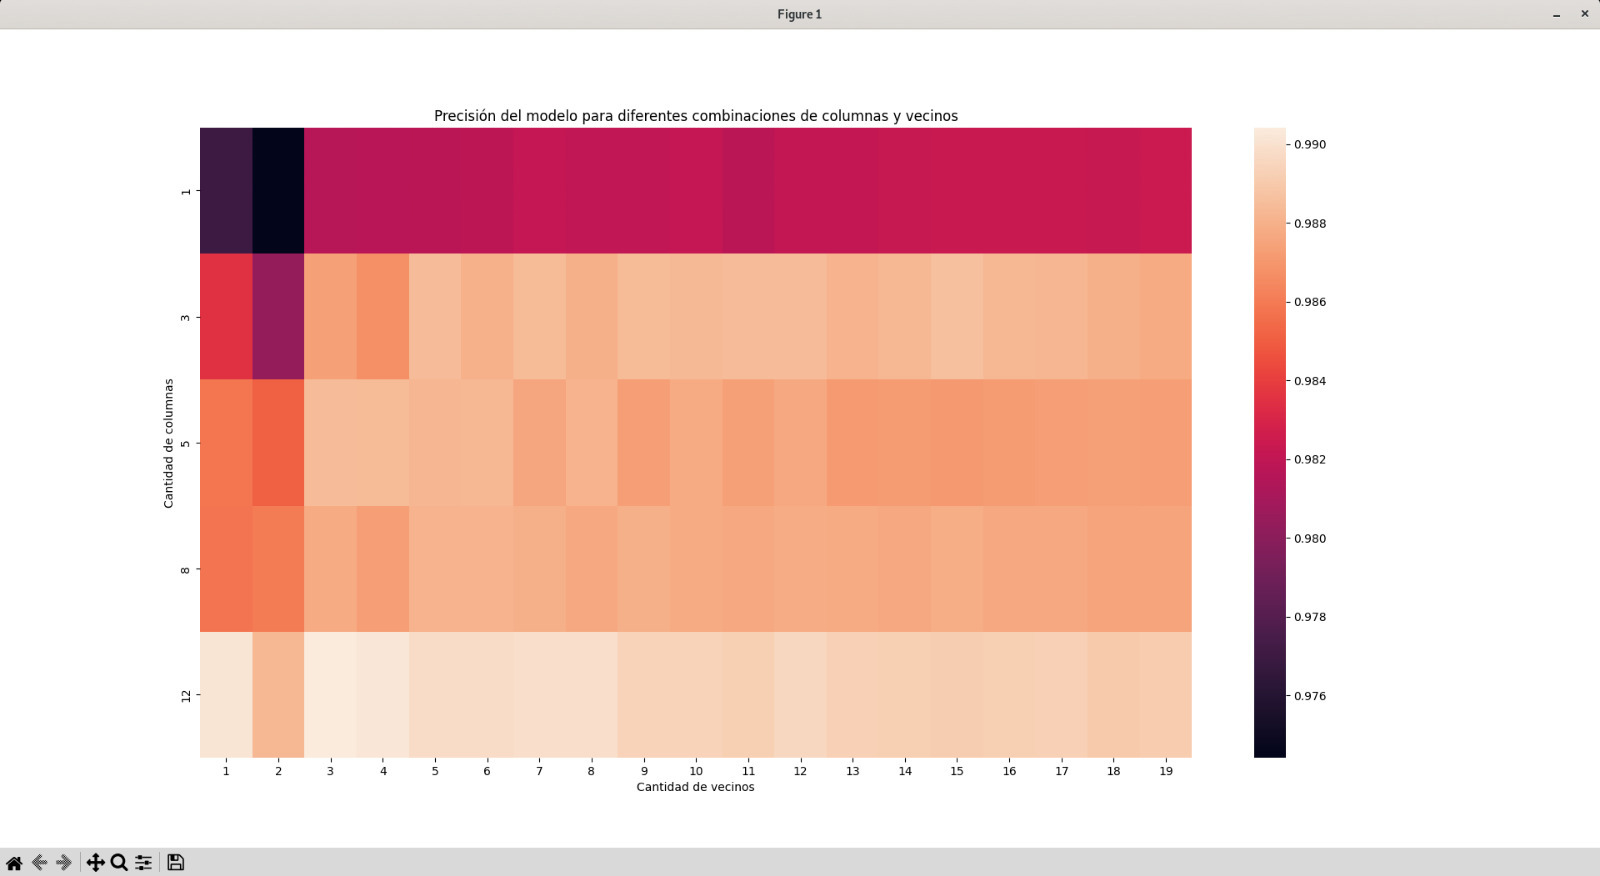 Figure 1
Precisión del modelo para diferentes combinaciones de columnas y vecinos
Cantidad de columnas
1
3
5
8
12
1 2 3 4 5 6 7 8 9 10 11 12 13 14 15 16 17 18 19
Cantidad de vecinos
0.990
0.988
0.986
0.984
0.982
0.980
0.978
0.976